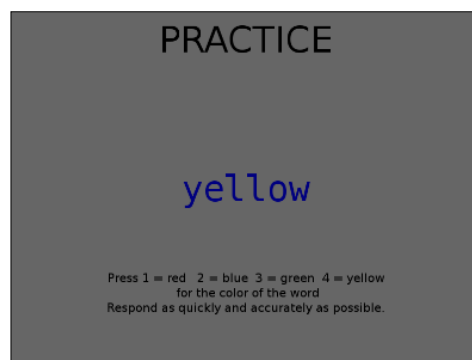 PRACTICE
yellow
Press 1 = red 2 = blue 3 = green 4 = yellow
for the color of the word
Respond as quickly and accurately as possible.